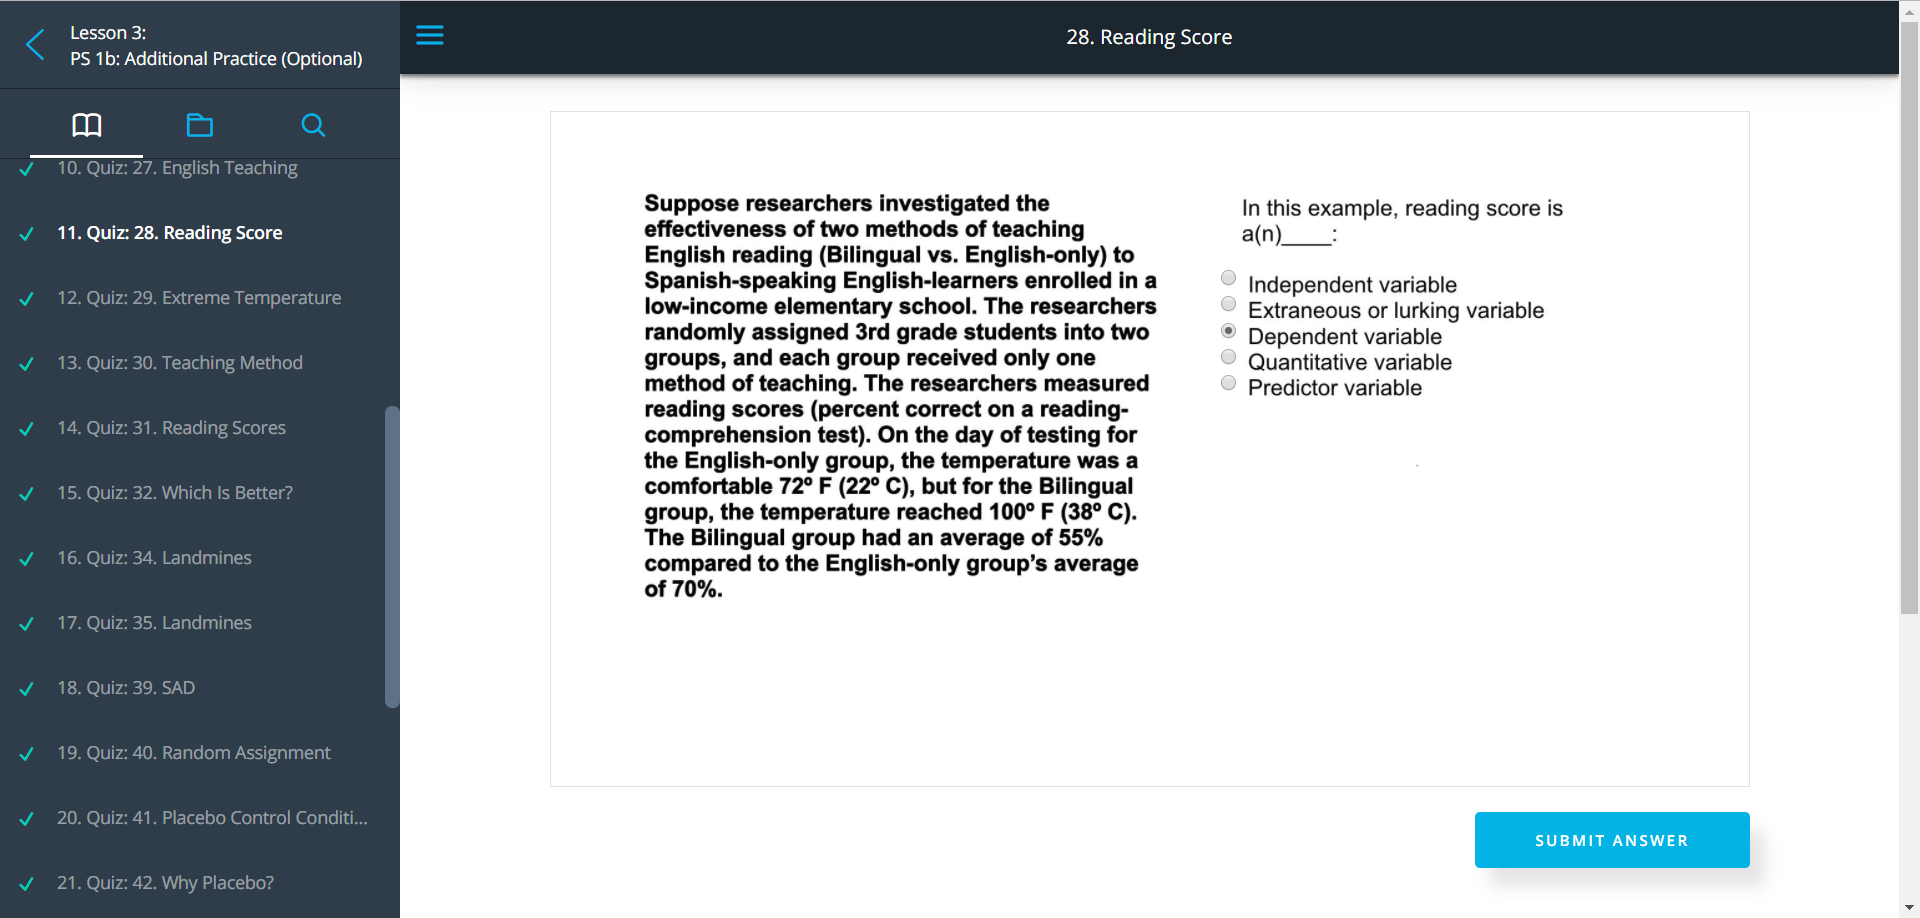 Lesson 3:
PS 1b: Additional Practice (Optional)
10. Quiz: 27. English Teaching
11. Quiz: 28. Reading Score
12. Quiz: 29. Extreme Temperature
13. Quiz: 30. Teaching Method
14. Quiz: 31. Reading Scores
15. Quiz: 32. Which Is Better?
16. Quiz: 34. Landmines
17. Quiz: 35. Landmines
18. Quiz: 39. SAD
19. Quiz: 40. Random Assignment
20. Quiz: 41. Placebo Control Conditi...
21. Quiz: 42. Why Placebo?
28. Reading Score
Suppose researchers investigated the
effectiveness of two methods of teaching
English reading (Bilingual vs. English-only) to
Spanish-speaking English-learners enrolled in a
low-income elementary school. The researchers
randomly assigned 3rd grade students into two
groups, and each group received only one
method of teaching. The researchers measured
reading scores (percent correct on a reading-
comprehension test). On the day of testing for
the English-only group, the temperature was a
comfortable 72º F (22º C), but for the Bilingual
group, the temperature reached 100º F (38º C).
The Bilingual group had an average of 55%
compared to the English-only group’s average
of 70%.
In this example, reading score is
a(n)____:
Independent variable
Extraneous or lurking variable
Dependent variable
Quantitative variable
Predictor variable
SUBMIT ANSWER